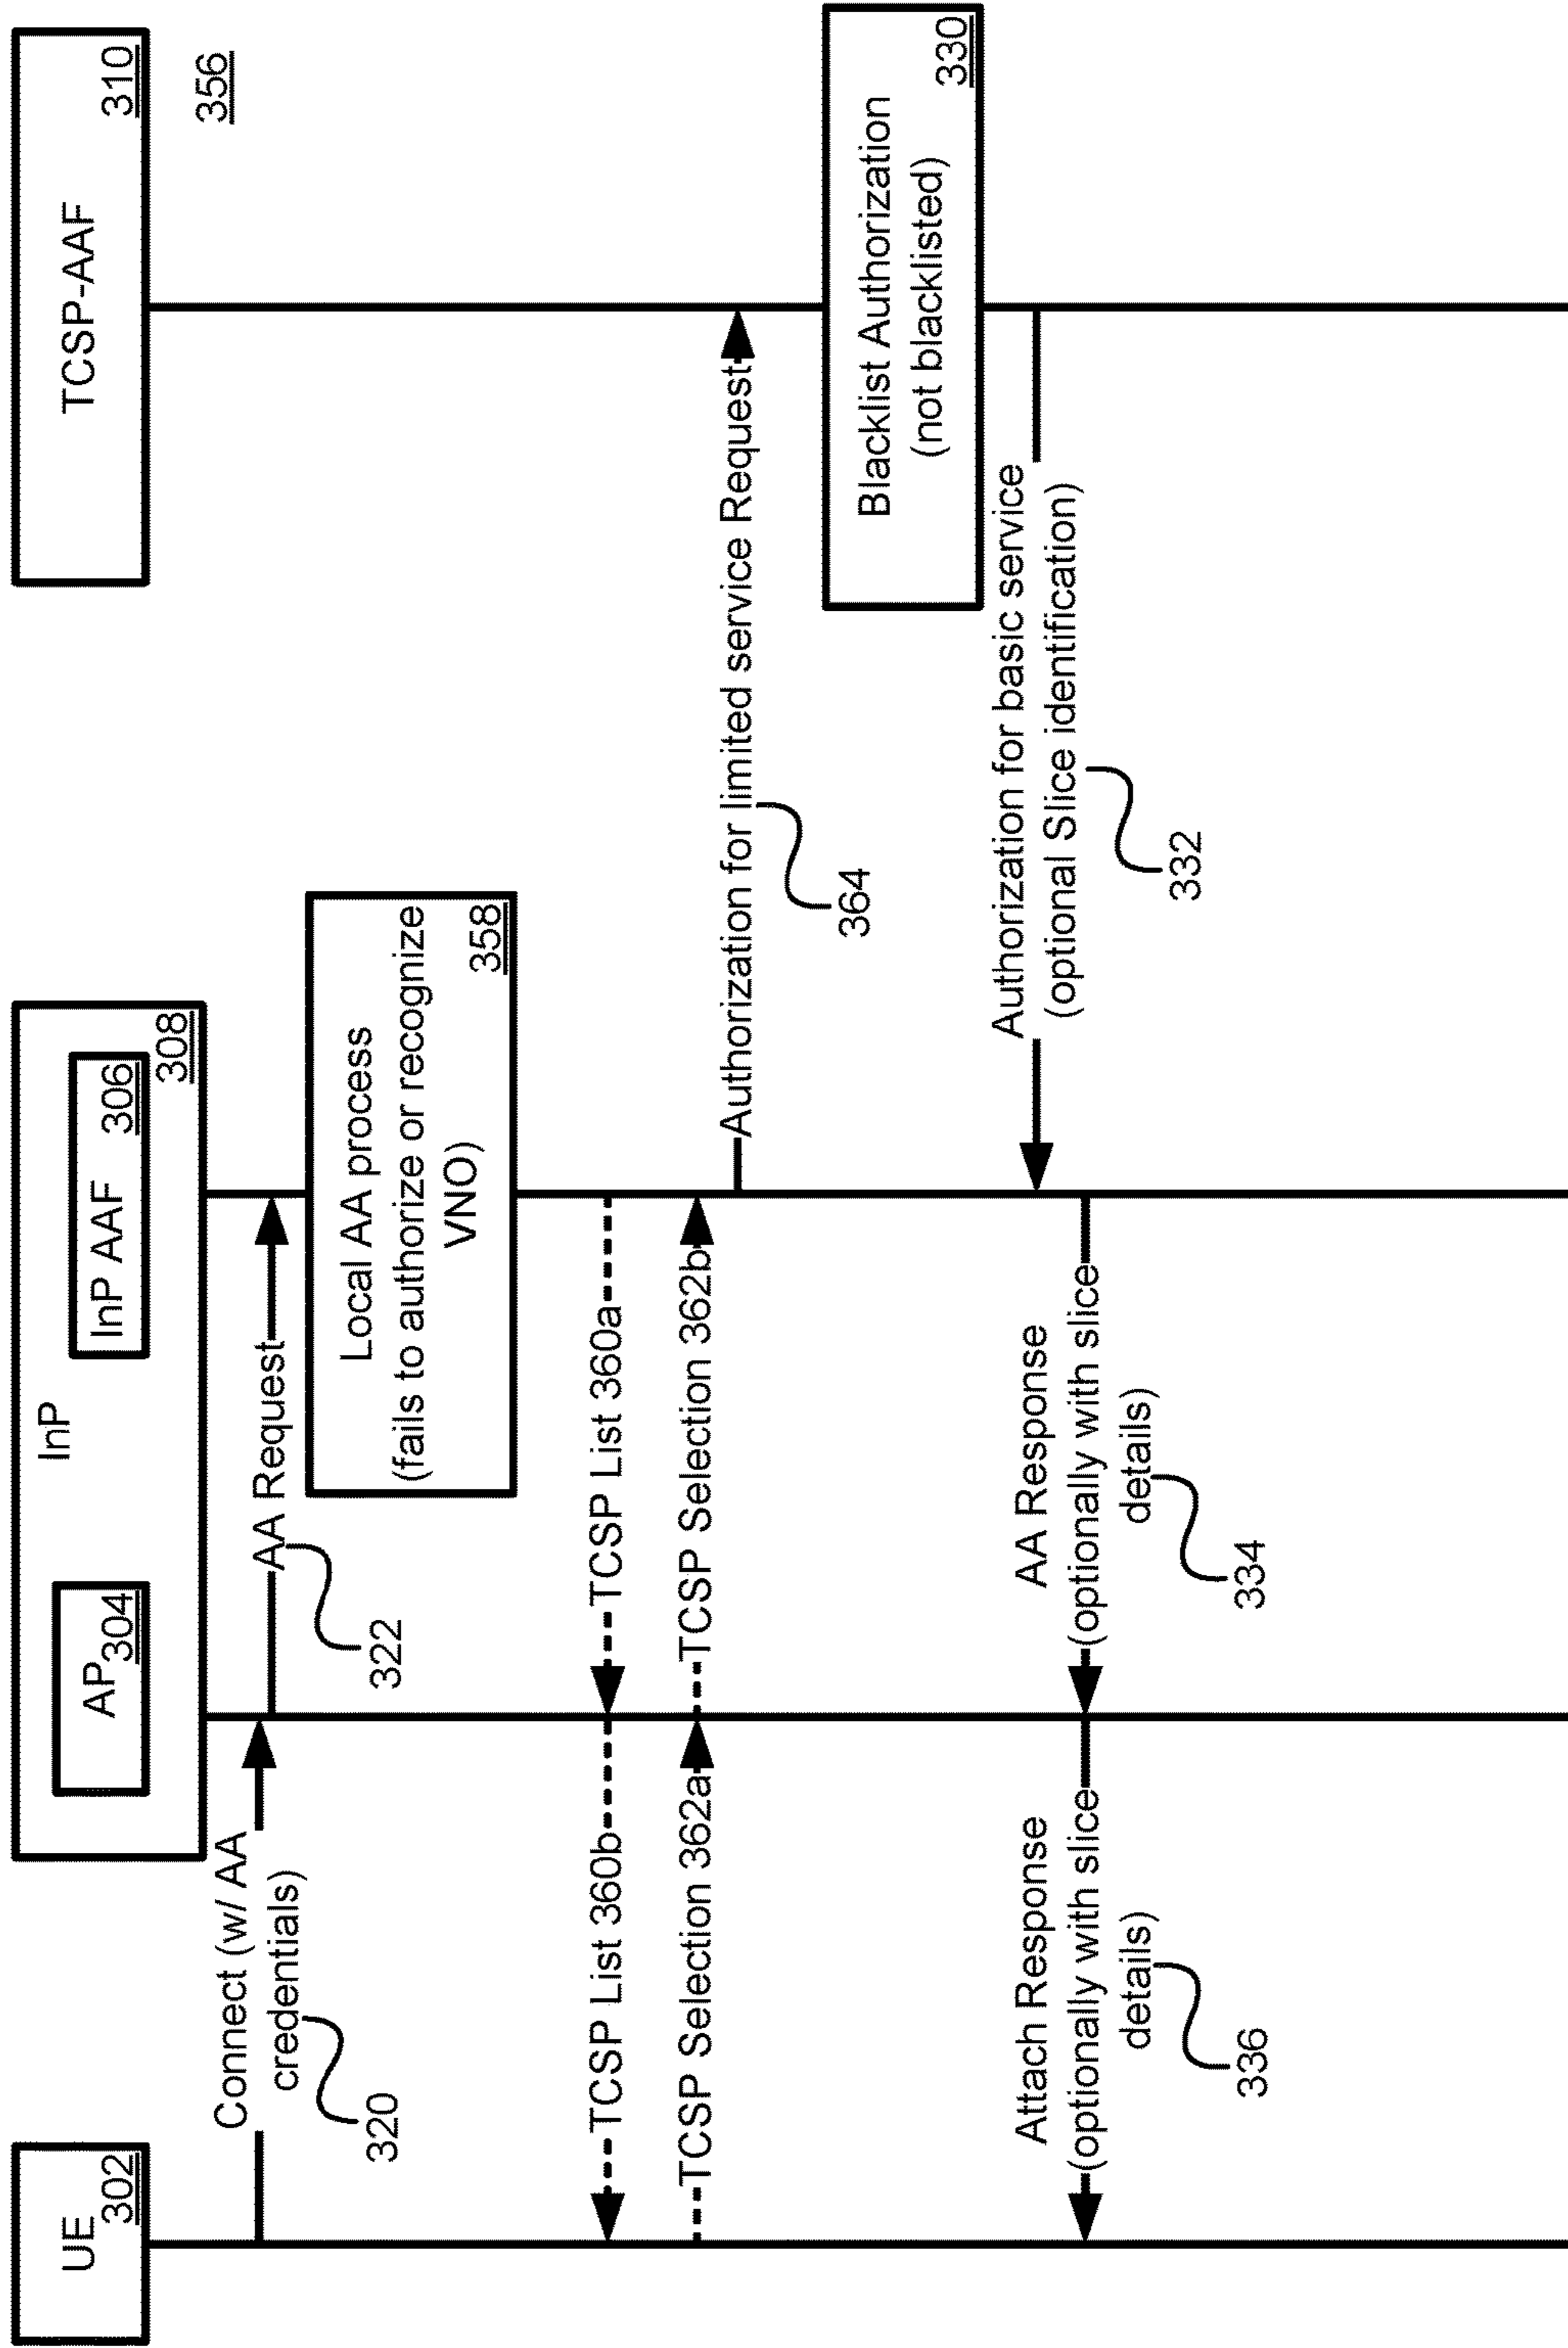 UE
302
InP
AP
304
InP AAF
306
308
TCSP-AAF
310
356
Connect (w/ AA
credentials)
320
AA Request
322
Local AA process
(fails to authorize or recognize
VNO)
358
TCSP List 360b
TCSP List 360a
TCSP Selection 362a
TCSP Selection 362b
Authorization for limited service Request
364
Blacklist Authorization
(not blacklisted)
330
Authorization for basic service
(optional Slice identification)
332
AA Response
(optionally with slice
details)
334
Attach Response
(optionally with slice
details)
336